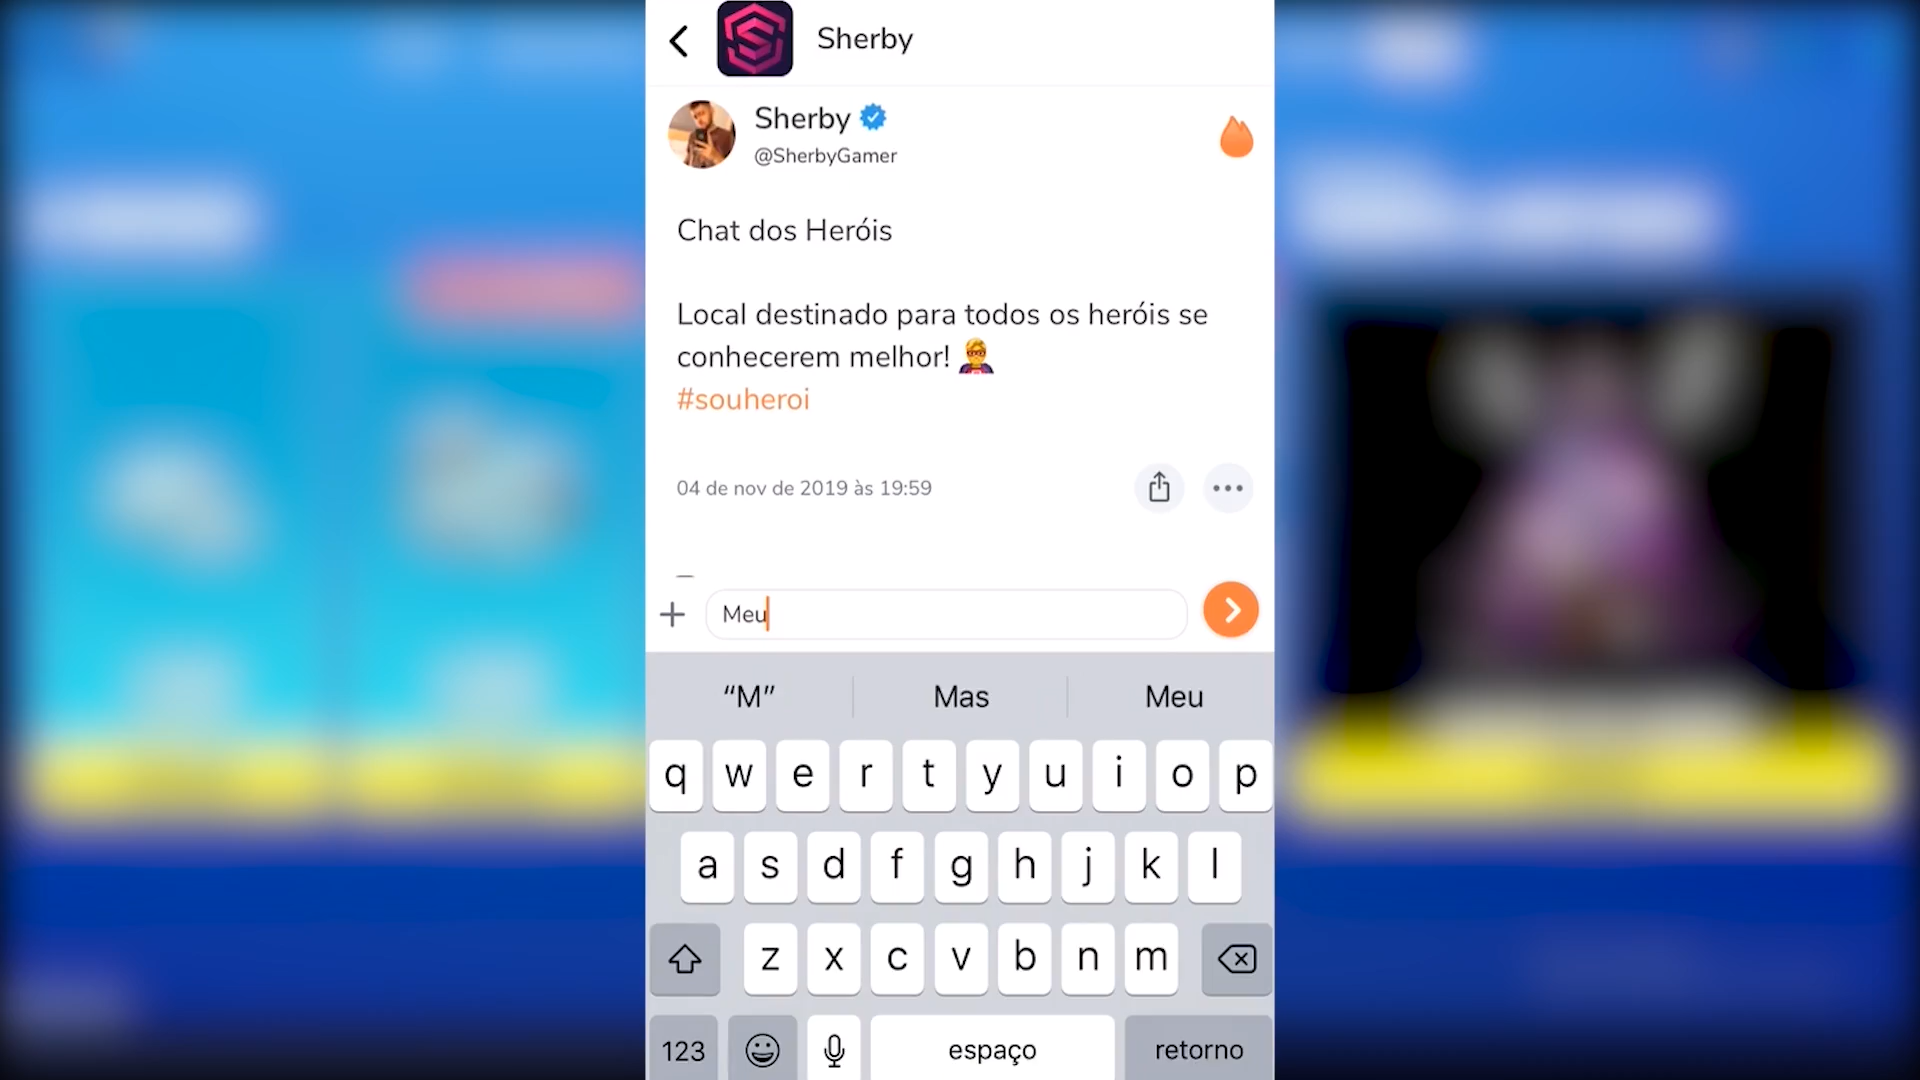 Sherby
Sherby
@SherbyGamer
Chat dos Heróis
Local destinado para todos os heróis se
conhecerem melhor! 🦸
#souheroi
04 de nov de 2019 às 19:59
Meu
“M” Mas Meu
q w e r t y u i o p
a s d f g h j k l
z x c v b n m
123 espaço retorno